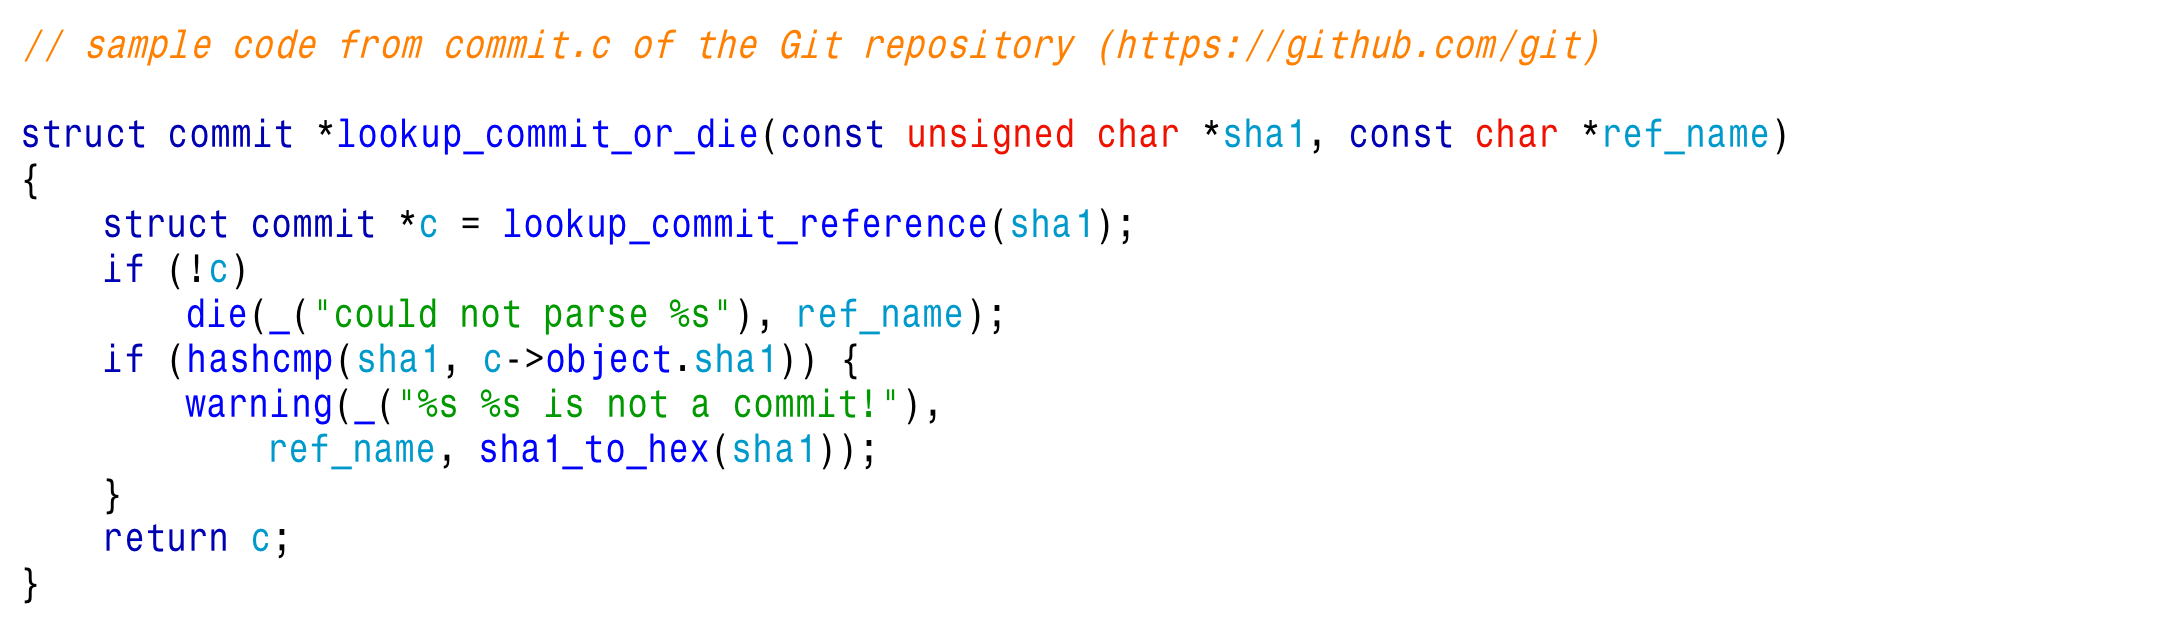 // sample code from commit.c of the Git repository (https://github.com/git)

struct commit *lookup_commit_or_die(const unsigned char *sha1, const char *ref_name)
{
    struct commit *c = lookup_commit_reference(sha1);
    if (!c)
        die(_("could not parse %s"), ref_name);
    if (hashcmp(sha1, c->object.sha1)) {
        warning(_("%s %s is not a commit!"),
            ref_name, sha1_to_hex(sha1));
    }
    return c;
}